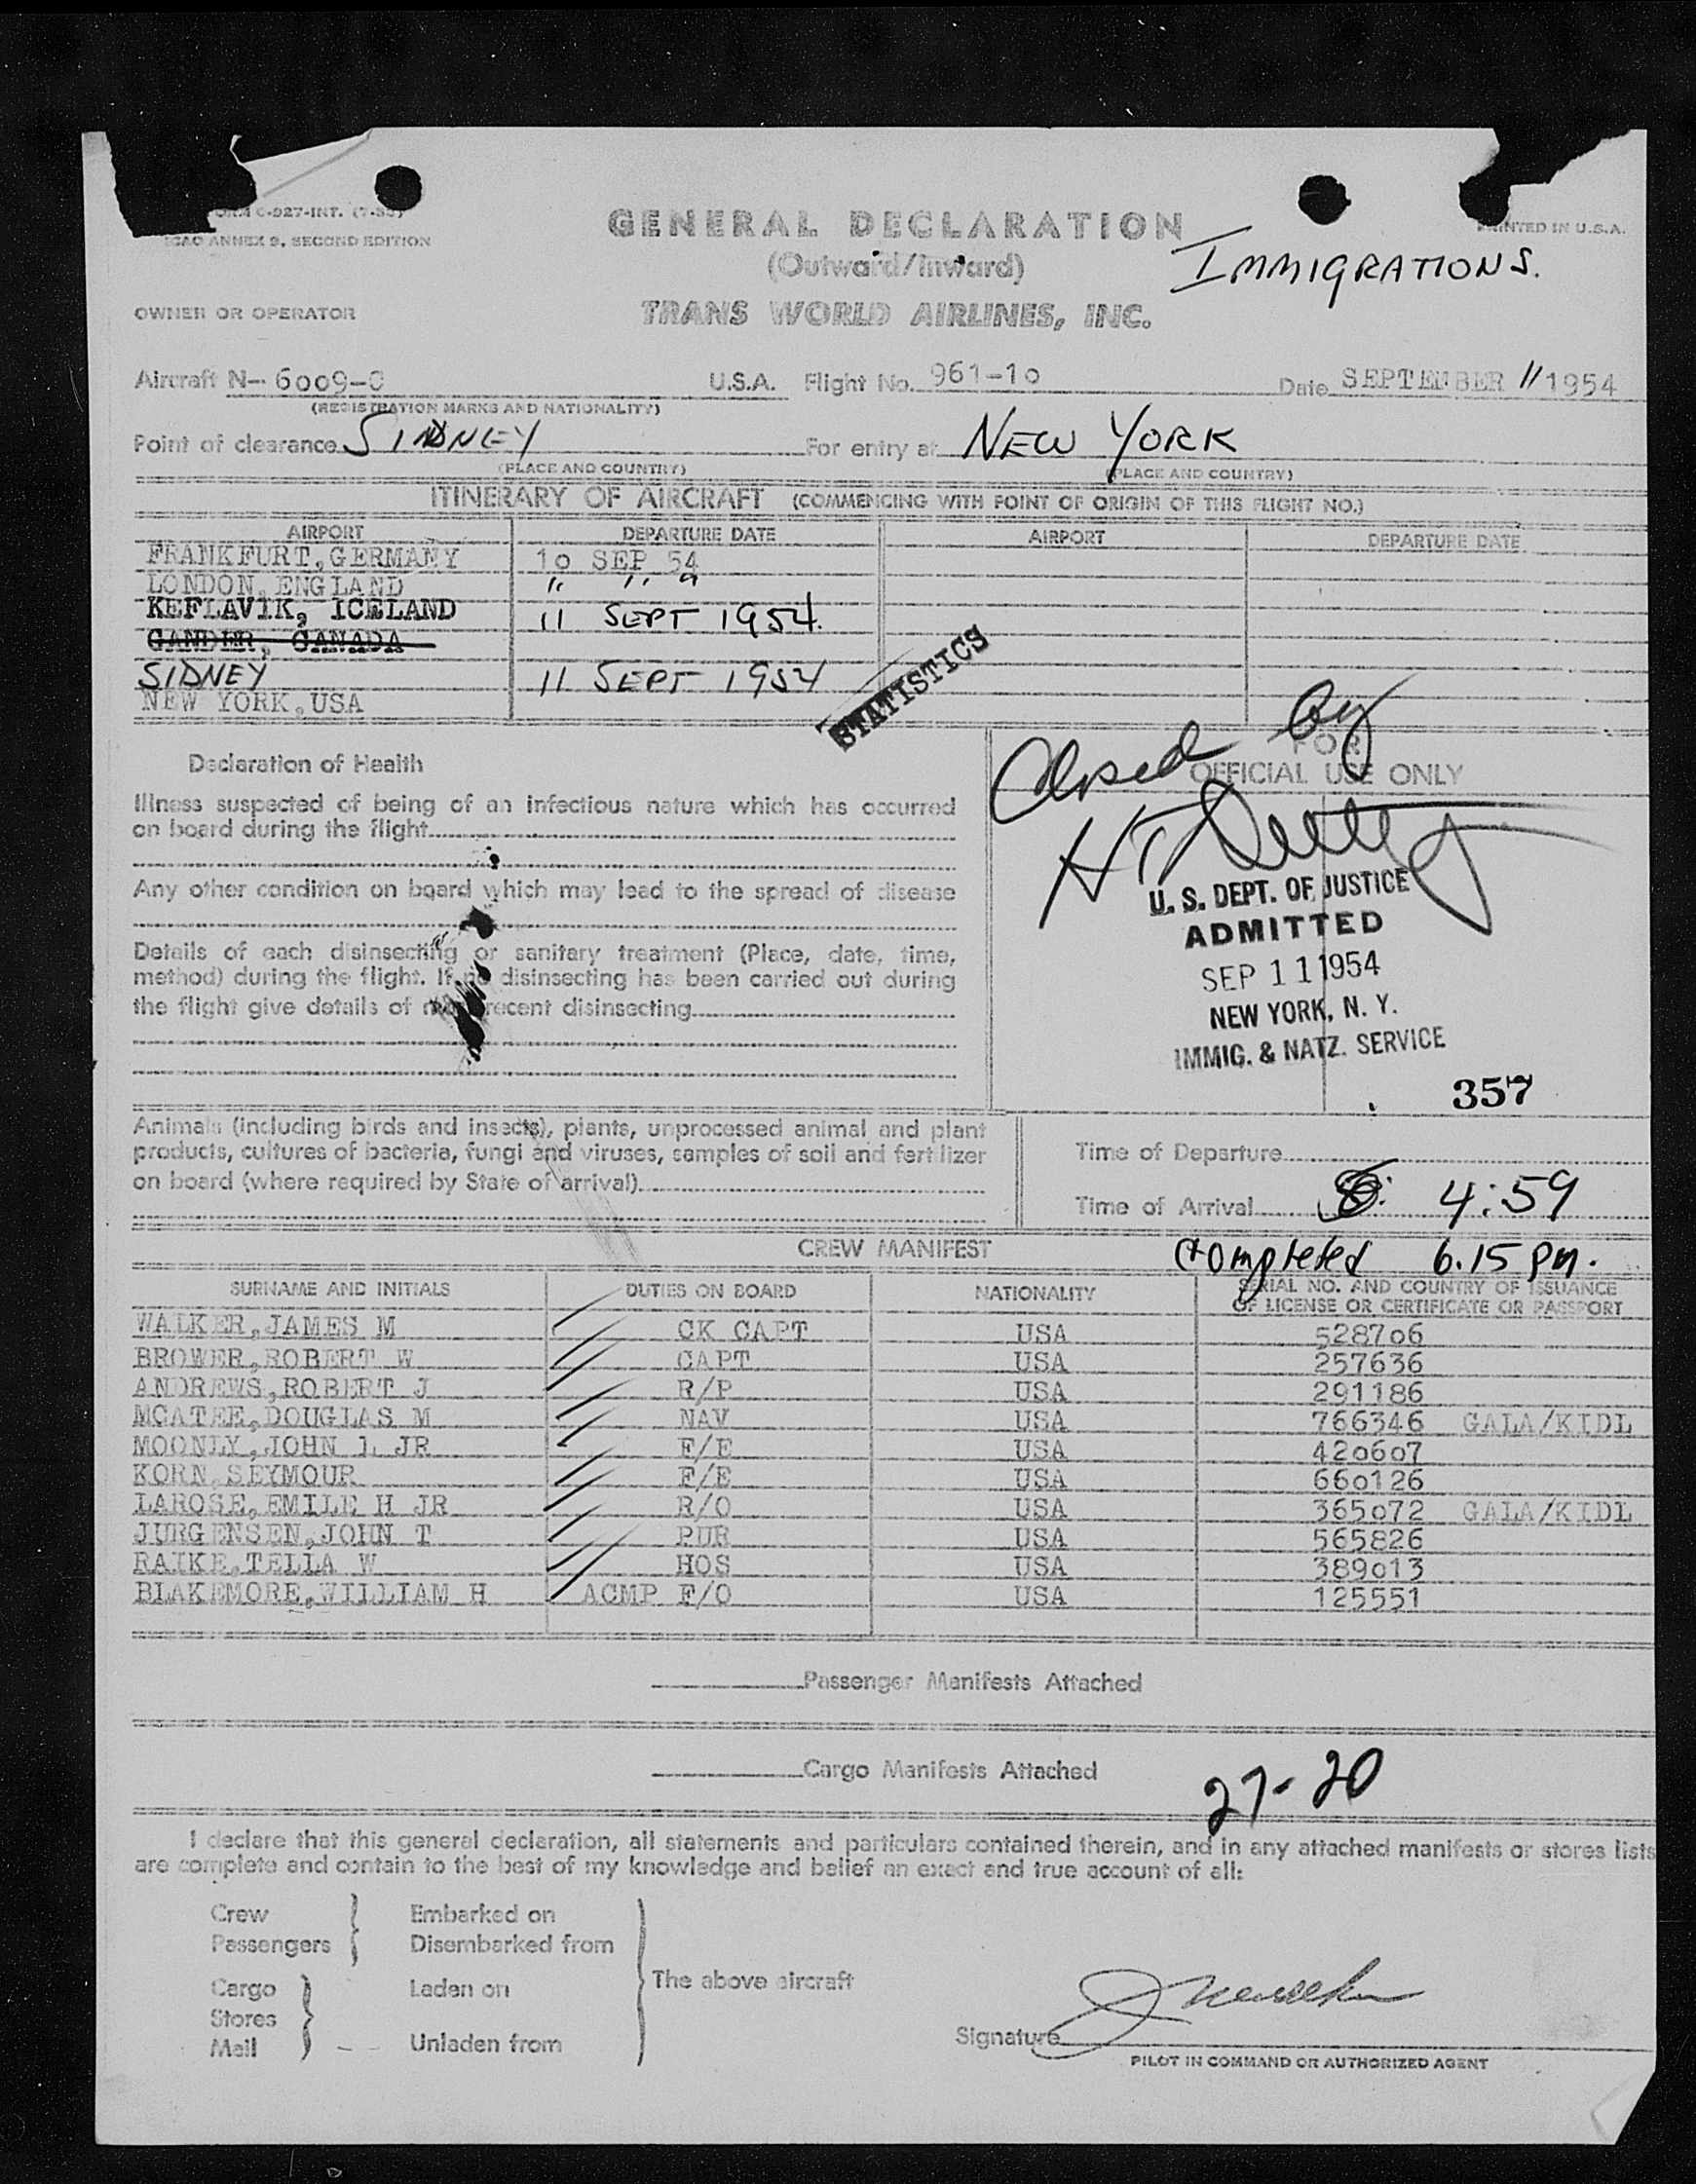 FORM C-927-INT. (7-53)
ICAO ANNEX 9, SECOND EDITION
PRINTED IN U.S.A.
GENERAL DECLARATION
(Outward/Inward)
IMMIGRATIONS.
OWNER OR OPERATOR
TRANS WORLD AIRLINES, INC.
Aircraft N- 6009-C U.S.A. Flight No. 961-10 Date SEPTEMBER 11 1954
(REGISTRATION MARKS AND NATIONALITY)
Point of clearance SIDNEY For entry at NEW YORK
(PLACE AND COUNTRY) (PLACE AND COUNTRY)
ITINERARY OF AIRCRAFT (COMMENCING WITH POINT OF ORIGIN OF THIS FLIGHT NO.)
AIRPORT DEPARTURE DATE AIRPORT DEPARTURE DATE
FRANKFURT, GERMANY 10 SEP 54
LONDON, ENGLAND " " "
KEFLAVIK, ICELAND 11 SEPT 1954.
GANDER, CANADA
SIDNEY 11 SEPT 1954
NEW YORK, USA
STATISTICS
Closed by
FOR
OFFICIAL USE ONLY
Declaration of Health
Illness suspected of being of an infectious nature which has occurred
on board during the flight
Any other condition on board which may lead to the spread of disease
Details of each disinsecting or sanitary treatment (Place, date, time,
method) during the flight. If no disinsecting has been carried out during
the flight give details of most recent disinsecting
U. S. DEPT. OF JUSTICE
ADMITTED
SEP 11 1954
NEW YORK, N. Y.
IMMIG. & NATZ. SERVICE
357
Animals (including birds and insects), plants, unprocessed animal and plant
products, cultures of bacteria, fungi and viruses, samples of soil and fertilizer
on board (where required by State of arrival)
Time of Departure
Time of Arrival 4:59
CREW MANIFEST
Completed 6.15 pm.
SURNAME AND INITIALS DUTIES ON BOARD NATIONALITY SERIAL NO. AND COUNTRY OF ISSUANCE
OF LICENSE OR CERTIFICATE OR PASSPORT
WALKER, JAMES M CK CAPT USA 528706
BROWER, ROBERT W CAPT USA 257636
ANDREWS, ROBERT J R/P USA 291186
MCATEE, DOUGLAS M NAV USA 766346 GALA/KIDL
MOONLY, JOHN L JR F/E USA 420607
KORN, SEYMOUR F/E USA 660126
LAROSE, EMILE H JR R/O USA 365072 GALA/KIDL
JURGENSEN, JOHN T PUR USA 565826
RAIKE, TELLA W HOS USA 389013
BLAKEMORE, WILLIAM H ACMP F/O USA 125551
Passenger Manifests Attached
Cargo Manifests Attached
27-20
I declare that this general declaration, all statements and particulars contained therein, and in any attached manifests or stores lists
are complete and contain to the best of my knowledge and belief an exact and true account of all:
Crew Embarked on
Passengers Disembarked from
Cargo Laden on
The above aircraft
Stores
Mail Unladen from
Signature
PILOT IN COMMAND OR AUTHORIZED AGENT